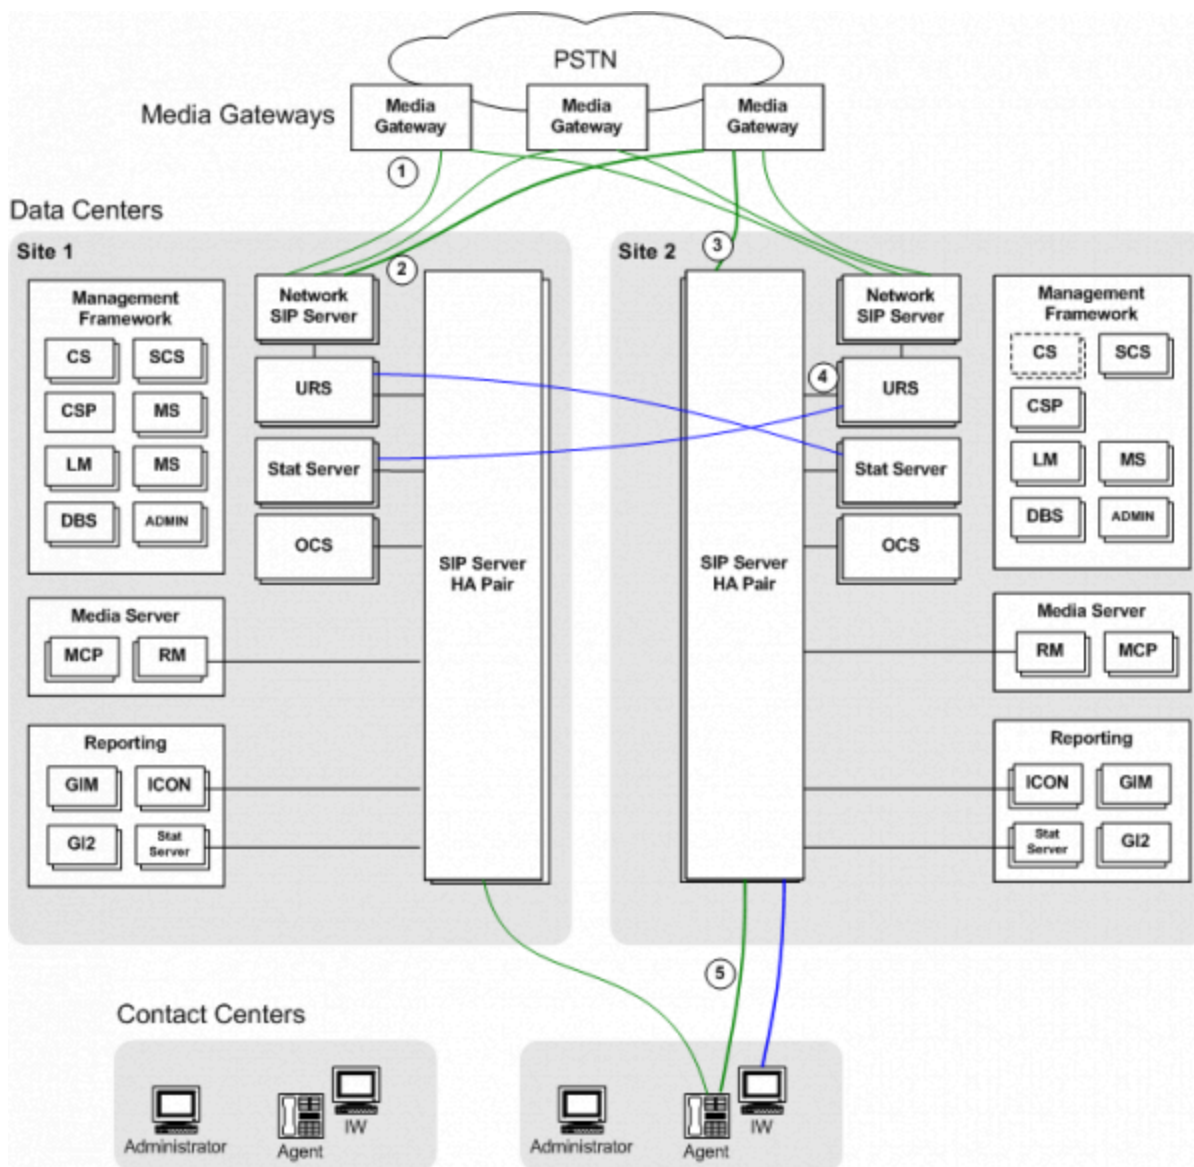 PSTN
Media Gateways
Media
Gateway
Media
Gateway
Media
Gateway
1
Data Centers
Site 1
2
Management
Framework
CS
SCS
CSP
MS
LM
MS
DBS
ADMIN
Network
SIP Server
URS
Stat Server
OCS
SIP Server
HA Pair
Media Server
MCP
RM
Reporting
GIM
ICON
GI2
Stat
Server
Site 2
3
SIP Server
HA Pair
Network
SIP Server
4
URS
Stat Server
OCS
Management
Framework
CS
SCS
CSP
LM
MS
DBS
ADMIN
Media Server
RM
MCP
Reporting
ICON
GIM
Stat
Server
GI2
5
Contact Centers
Administrator
Agent
IW
Administrator
Agent
IW